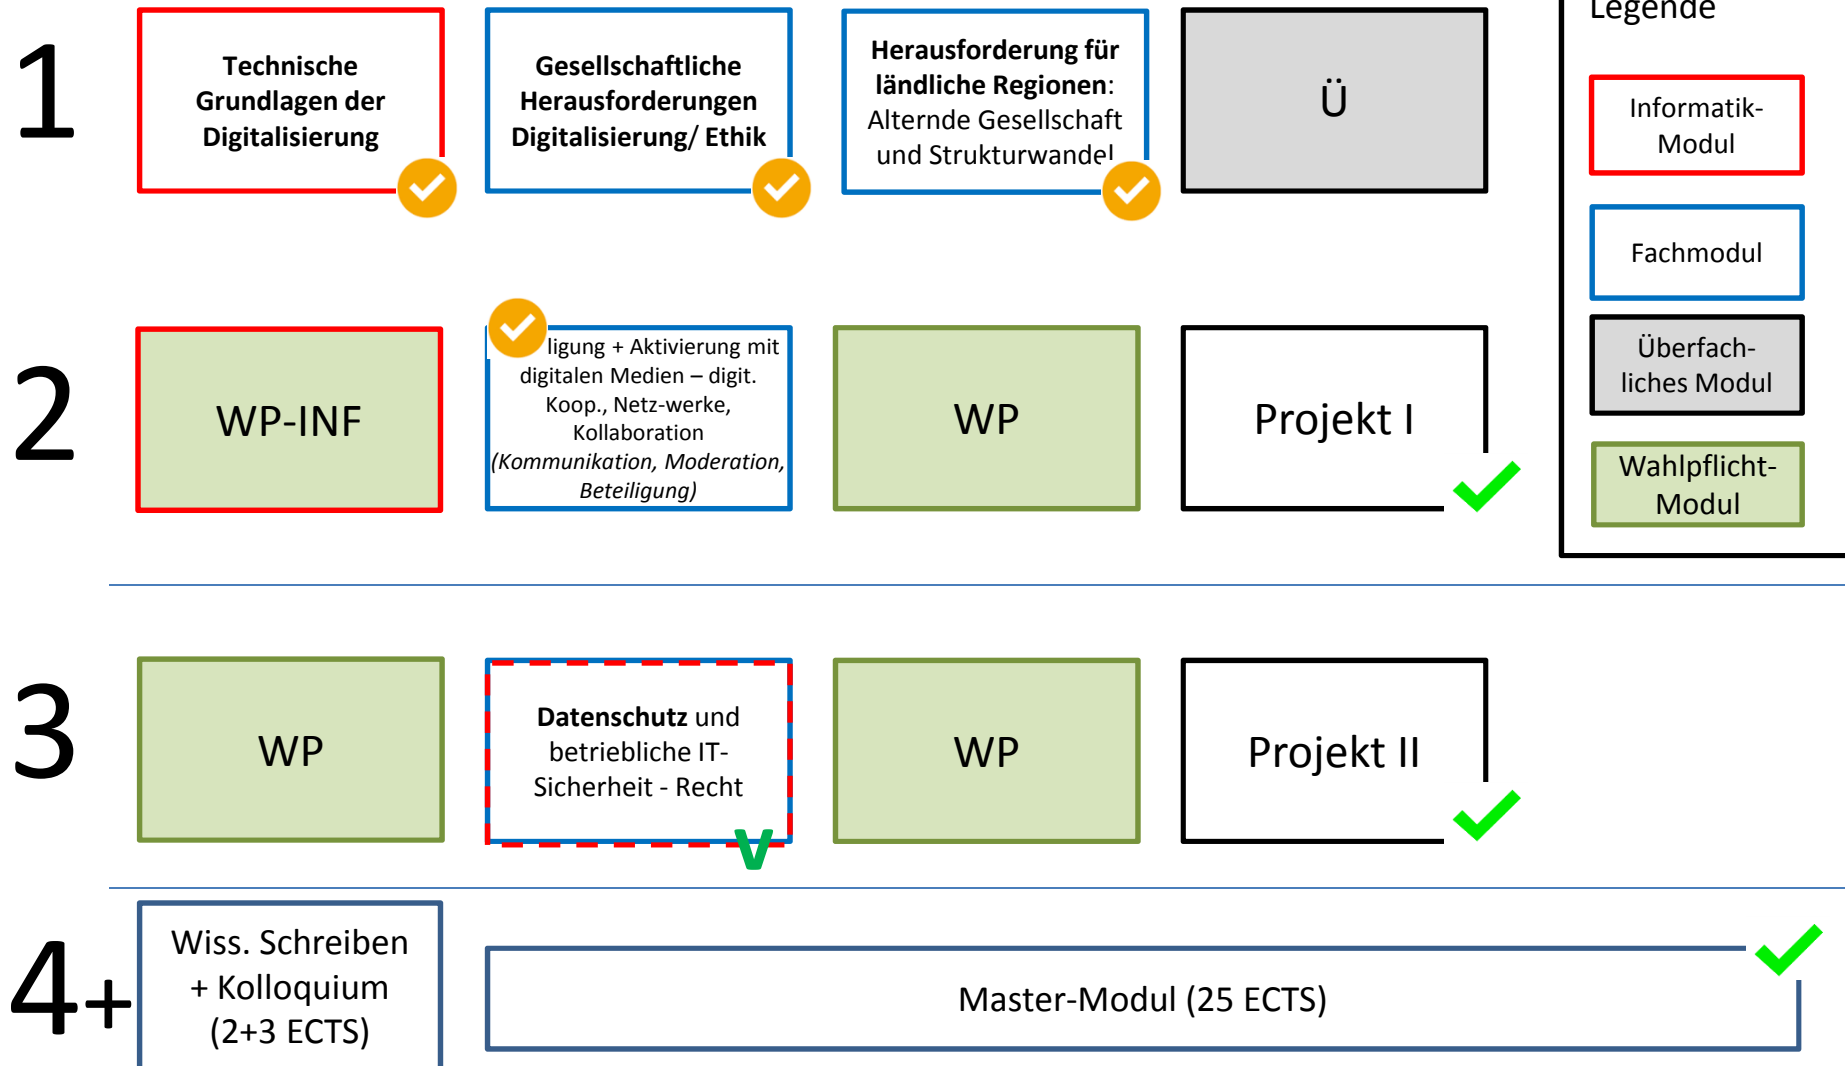 1
Technische
Grundlagen der
Digitalisierung
Gesellschaftliche
Herausforderungen
Digitalisierung/ Ethik
Herausforderung für
ländliche Regionen:
Alternde Gesellschaft
und Strukturwandel
Ü
2
WP-INF
ligung + Aktivierung mit
digitalen Medien – digit.
Koop., Netz-werke,
Kollaboration
(Kommunikation, Moderation,
Beteiligung)
WP
Projekt I
3
WP
Datenschutz und
betriebliche IT-
Sicherheit - Recht
V
WP
Projekt II
4+
Wiss. Schreiben
+ Kolloquium
(2+3 ECTS)
Master-Modul (25 ECTS)
Legende
Informatik-
Modul
Fachmodul
Überfach-
liches Modul
Wahlpflicht-
Modul